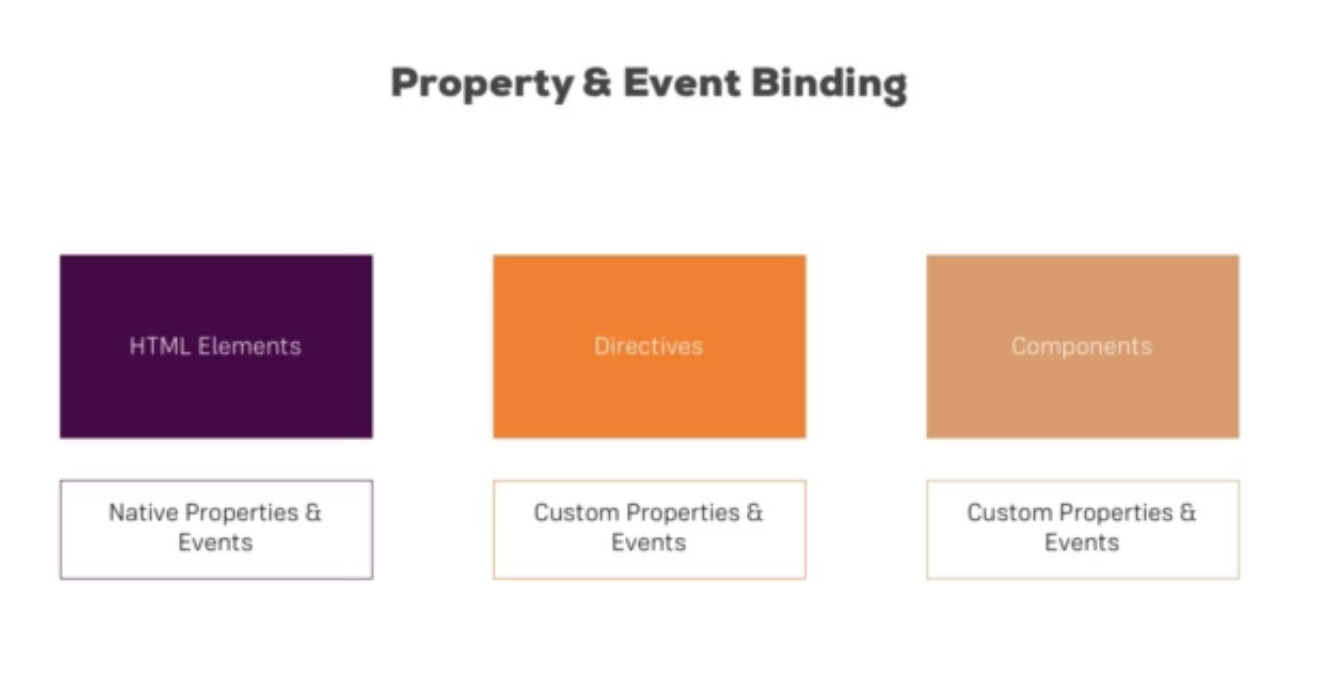 Property & Event Binding
HTML Elements
Directives
Components
Native Properties &
Events
Custom Properties &
Events
Custom Properties &
Events